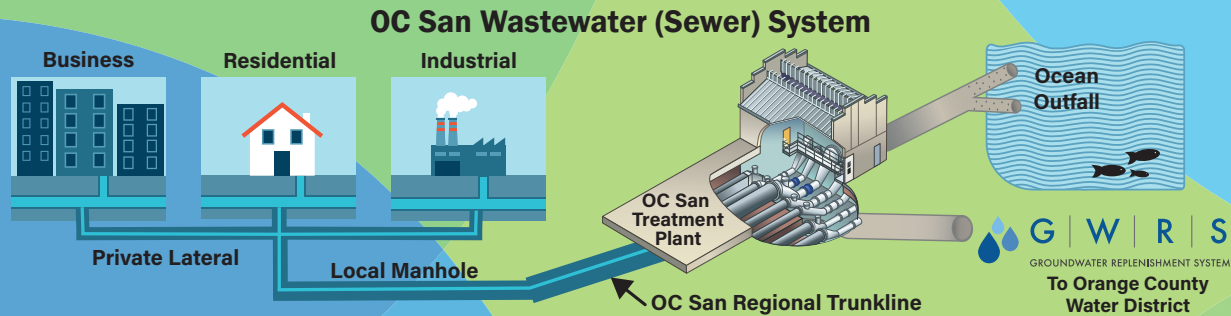 OC San Wastewater (Sewer) System
Business
Residential
Industrial
Private Lateral
Local Manhole
OC San
Treatment
Plant
OC San Regional Trunkline
Ocean
Outfall
G | W | R | S
GROUNDWATER REPLENISHMENT SYSTEM
To Orange County
Water District